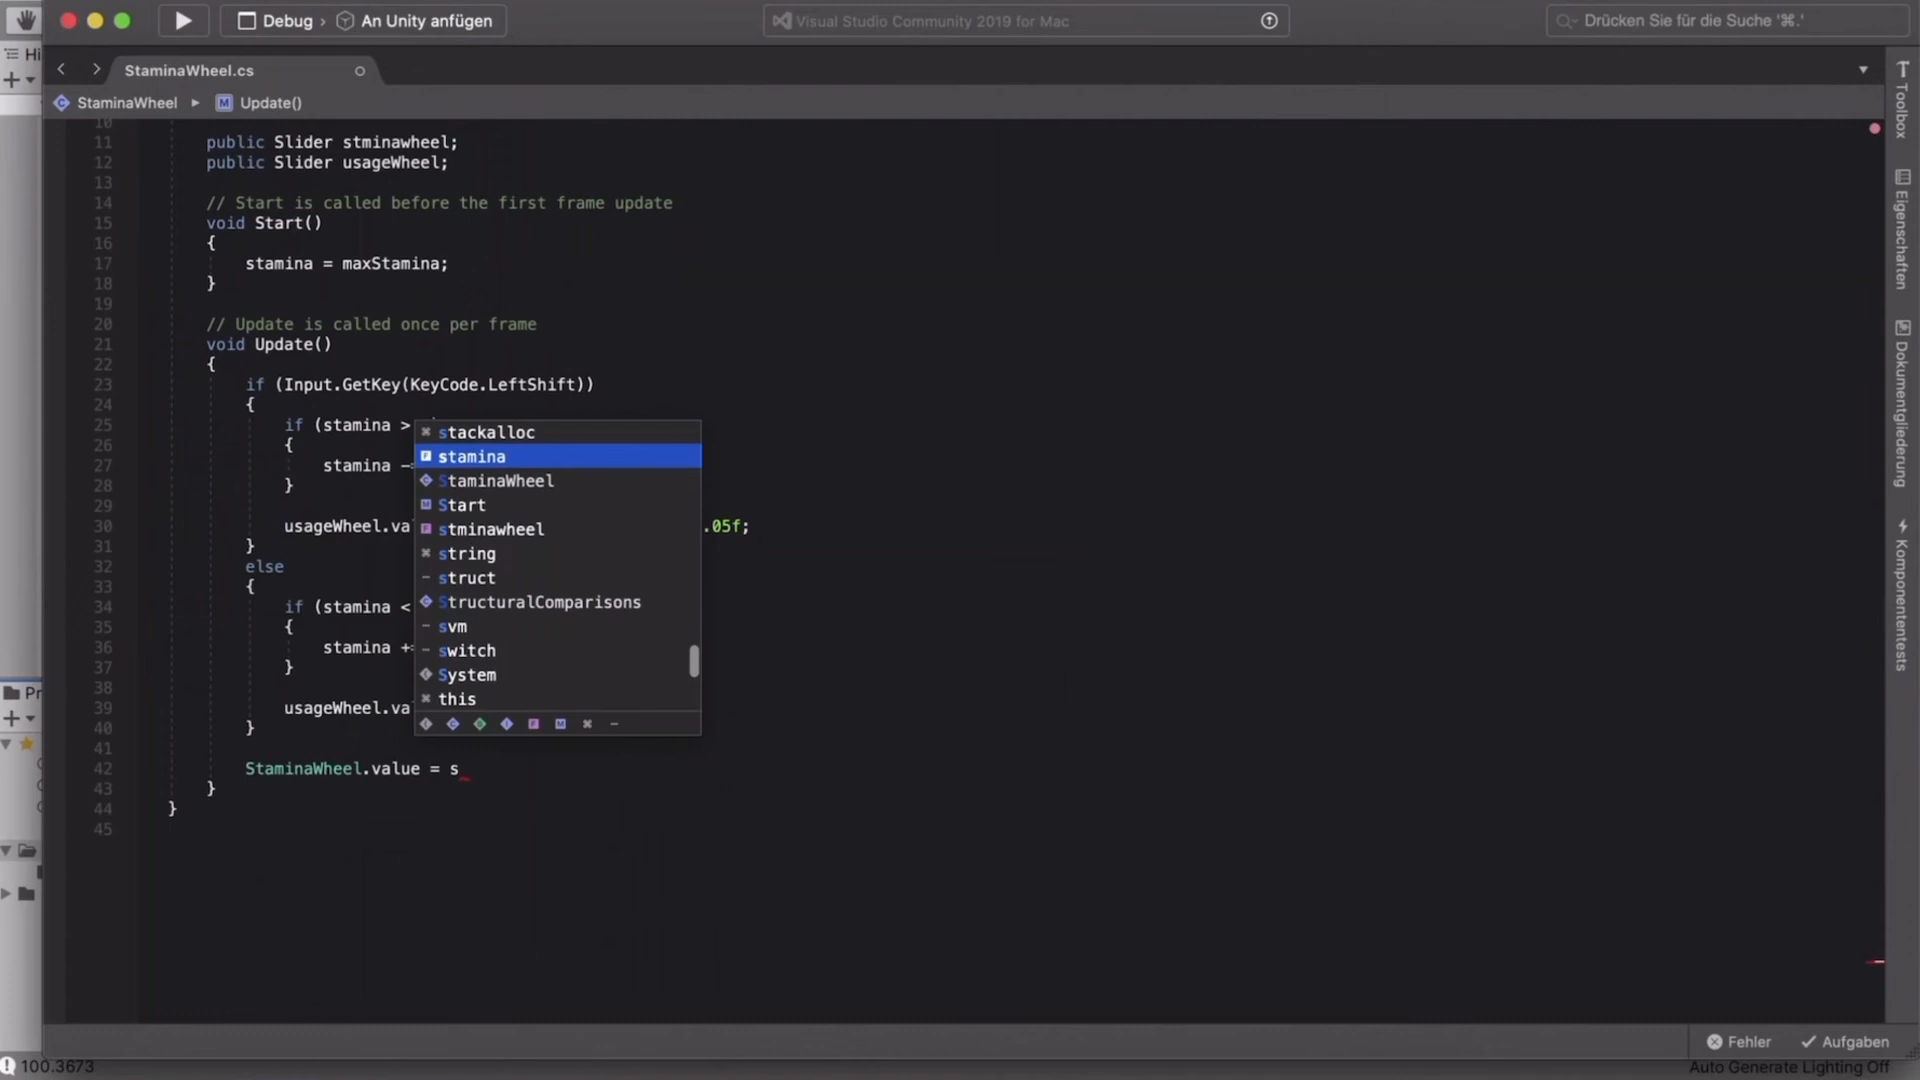 Debug › An Unity anfügen
Visual Studio Community 2019 for Mac
Drücken Sie für die Suche '⌘.'
Hi
StaminaWheel.cs
StaminaWheel ▸ M Update()
10
11 public Slider stminawheel;
12 public Slider usageWheel;
13
14 // Start is called before the first frame update
15 void Start()
16 {
17 stamina = maxStamina;
18 }
19
20 // Update is called once per frame
21 void Update()
22 {
23 if (Input.GetKey(KeyCode.LeftShift))
24 {
25 if (stamina >
26 {
27 stamina -=
28 }
29
30 usageWheel.val .05f;
31 }
32 else
33 {
34 if (stamina <
35 {
36 stamina +=
37 }
38
39 usageWheel.val
40 }
41
42 StaminaWheel.value = s
43 }
44 }
45
stackalloc
stamina
StaminaWheel
Start
stminawheel
string
struct
StructuralComparisons
svm
switch
System
this
Pr
Toolbox
Eigenschaften
Dokumentgliederung
Komponententests
Fehler
Aufgaben
100.3673
Auto Generate Lighting Off